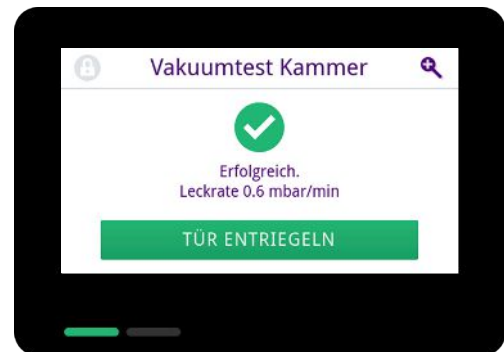 Vakuumtest Kammer
Erfolgreich.
Leckrate 0.6 mbar/min
TÜR ENTRIEGELN